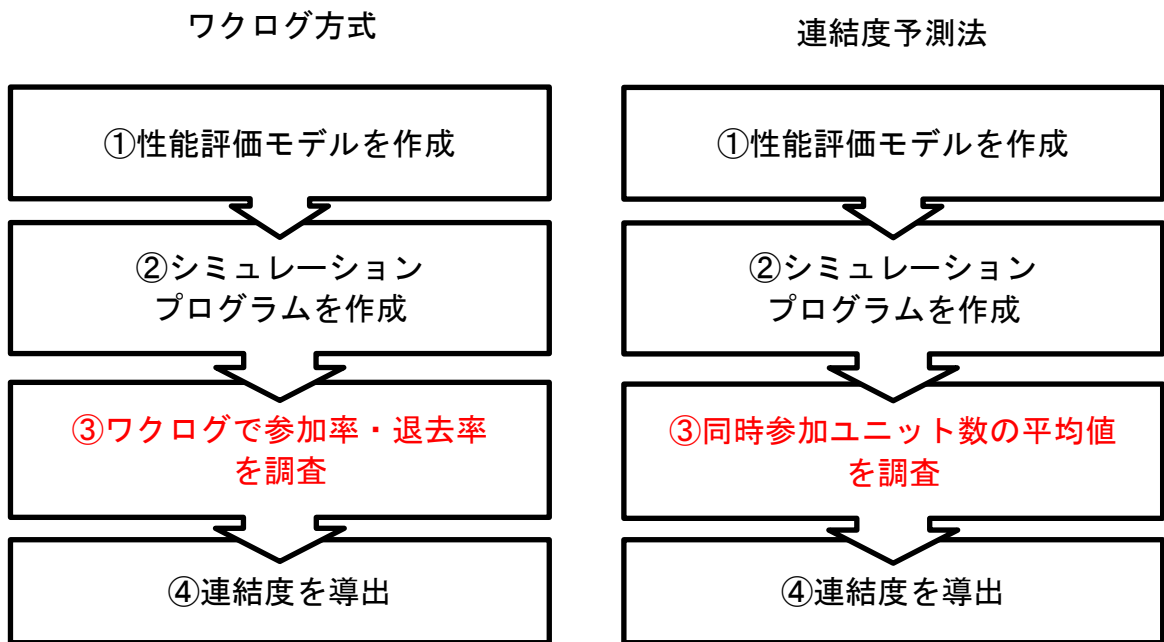 ワクログ方式
①性能評価モデルを作成
②シミュレーション
プログラムを作成
③ワクログで参加率・退去率
を調査
④連結度を導出
連結度予測法
①性能評価モデルを作成
②シミュレーション
プログラムを作成
③同時参加ユニット数の平均値
を調査
④連結度を導出